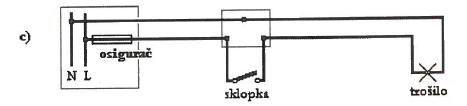 c)
osigurač
N L
sklopka
trošilo